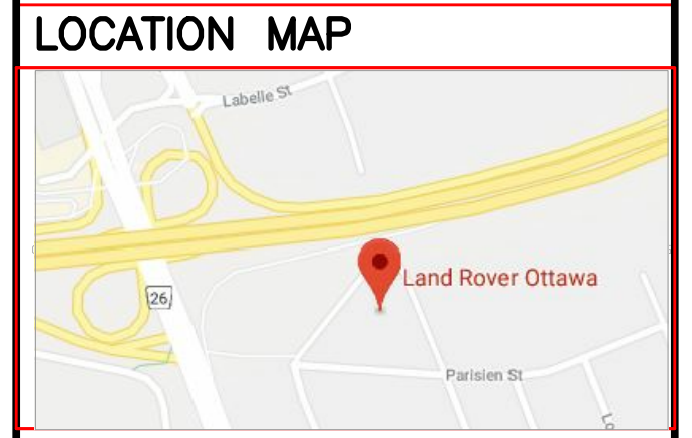 LOCATION MAP
Labelle St
Land Rover Ottawa
26
Parisien St